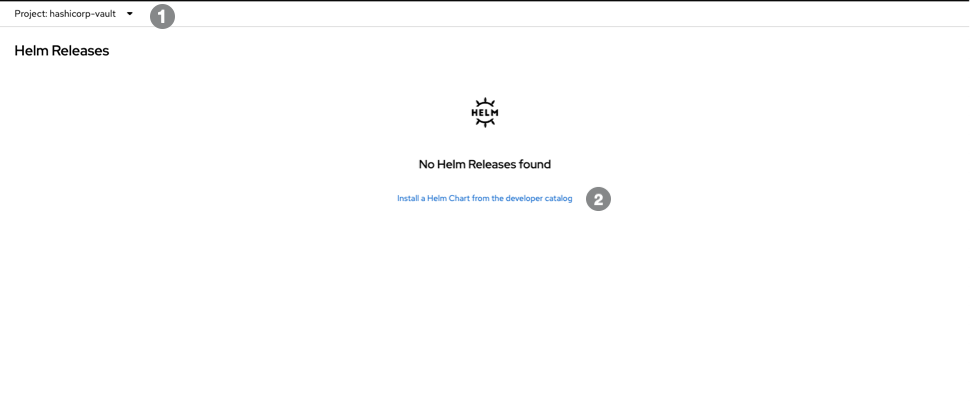 Project: hashicorp-vault 1
Helm Releases
HELM
No Helm Releases found
Install a Helm Chart from the developer catalog 2